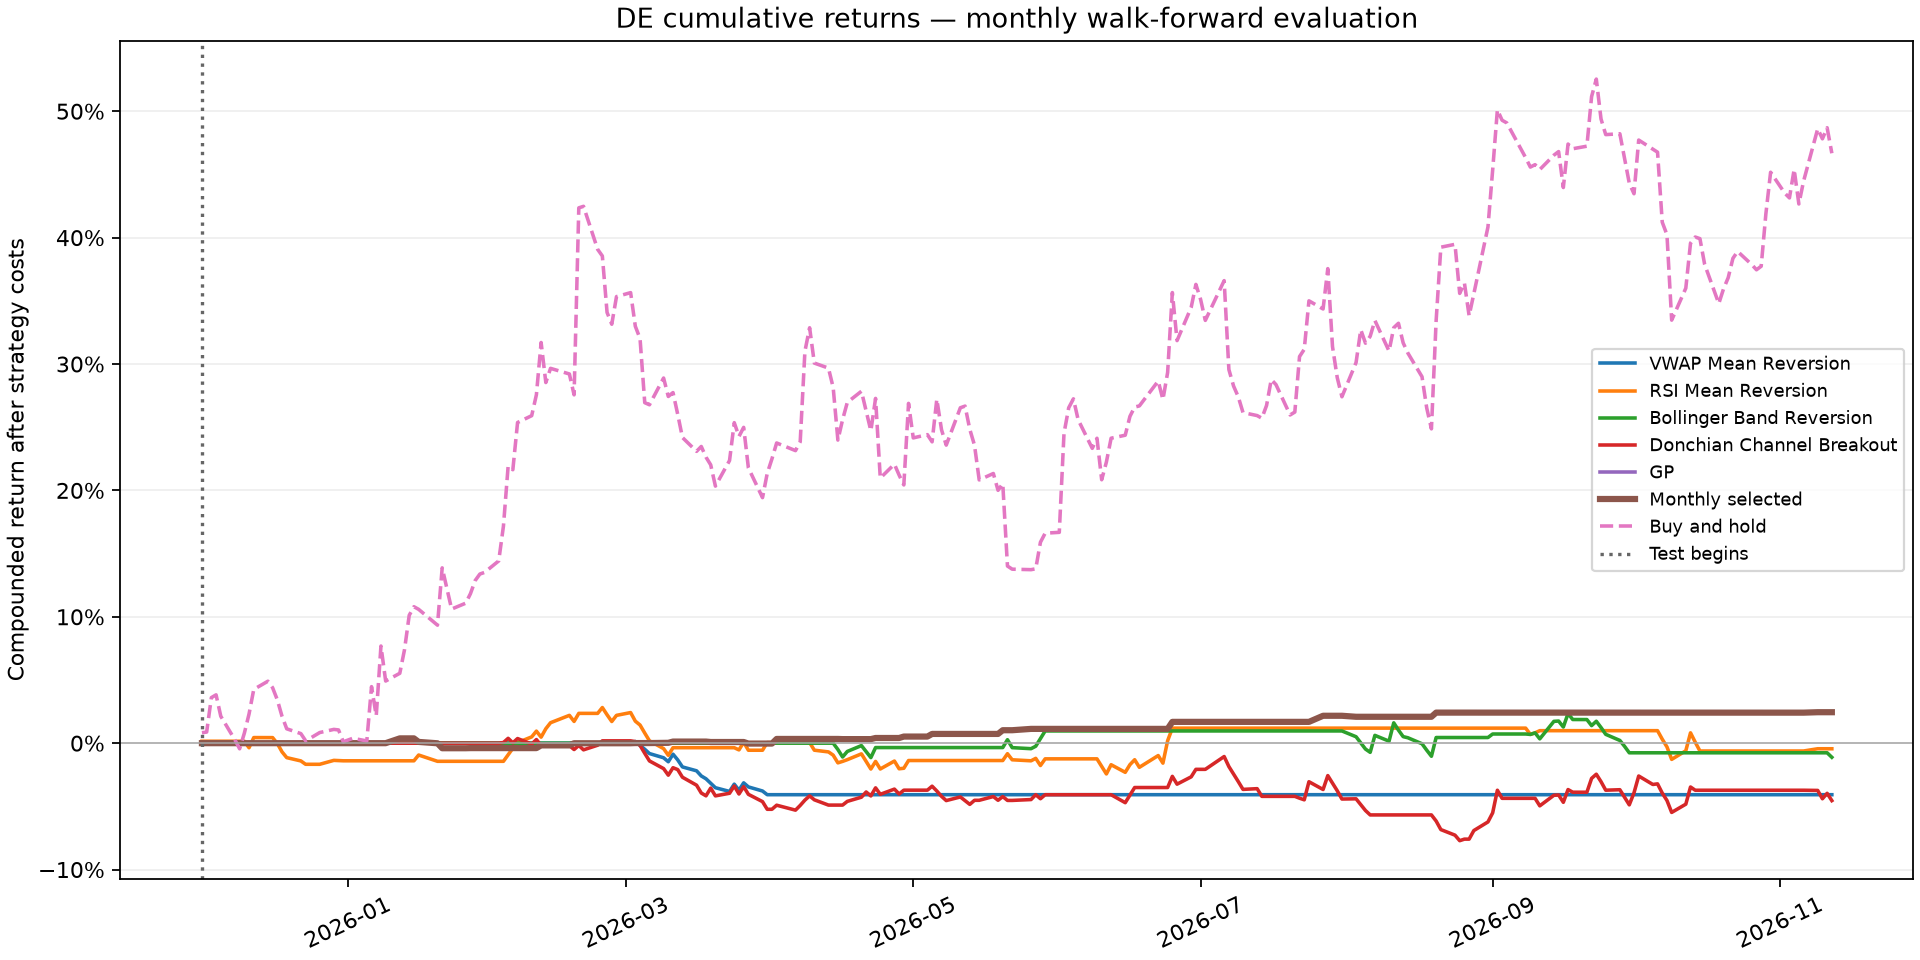 DE cumulative returns — monthly walk-forward evaluation
Compounded return after strategy costs
50%
40%
30%
20%
10%
0%
−10%
VWAP Mean Reversion
RSI Mean Reversion
Bollinger Band Reversion
Donchian Channel Breakout
GP
Monthly selected
Buy and hold
Test begins
2026-01
2026-03
2026-05
2026-07
2026-09
2026-11